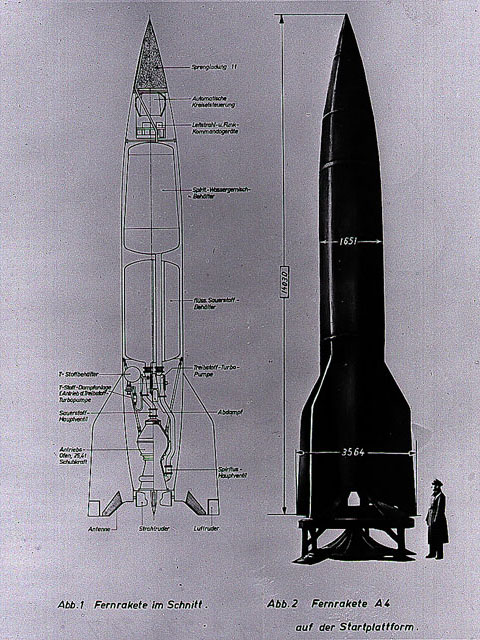 Sprengladung 1t
Automatische
Kreiselsteuerung
Leitstrahl-u.Funk-
Kommandogeräte
Spirit.-Wassergemisch-
Behälter
flüss. Sauerstoff-
Behälter
T-Stoffbehälter
Treibstoff-Turbo-
Pumpe
T-Stoff-Dampfanlage
(Antrieb d.Treibstoff-
Turbopumpe
Sauerstoff-
Hauptventil
Abdampf
Antriebs-
Ofen, 25,4t
Schubkraft
Spiritus-
Hauptventil
Antenne
Strahlruder
Luftruder.
1651
14030
3564
Abb.1 Fernrakete im Schnitt.
Abb.2 Fernrakete A4
auf der Startplattform.